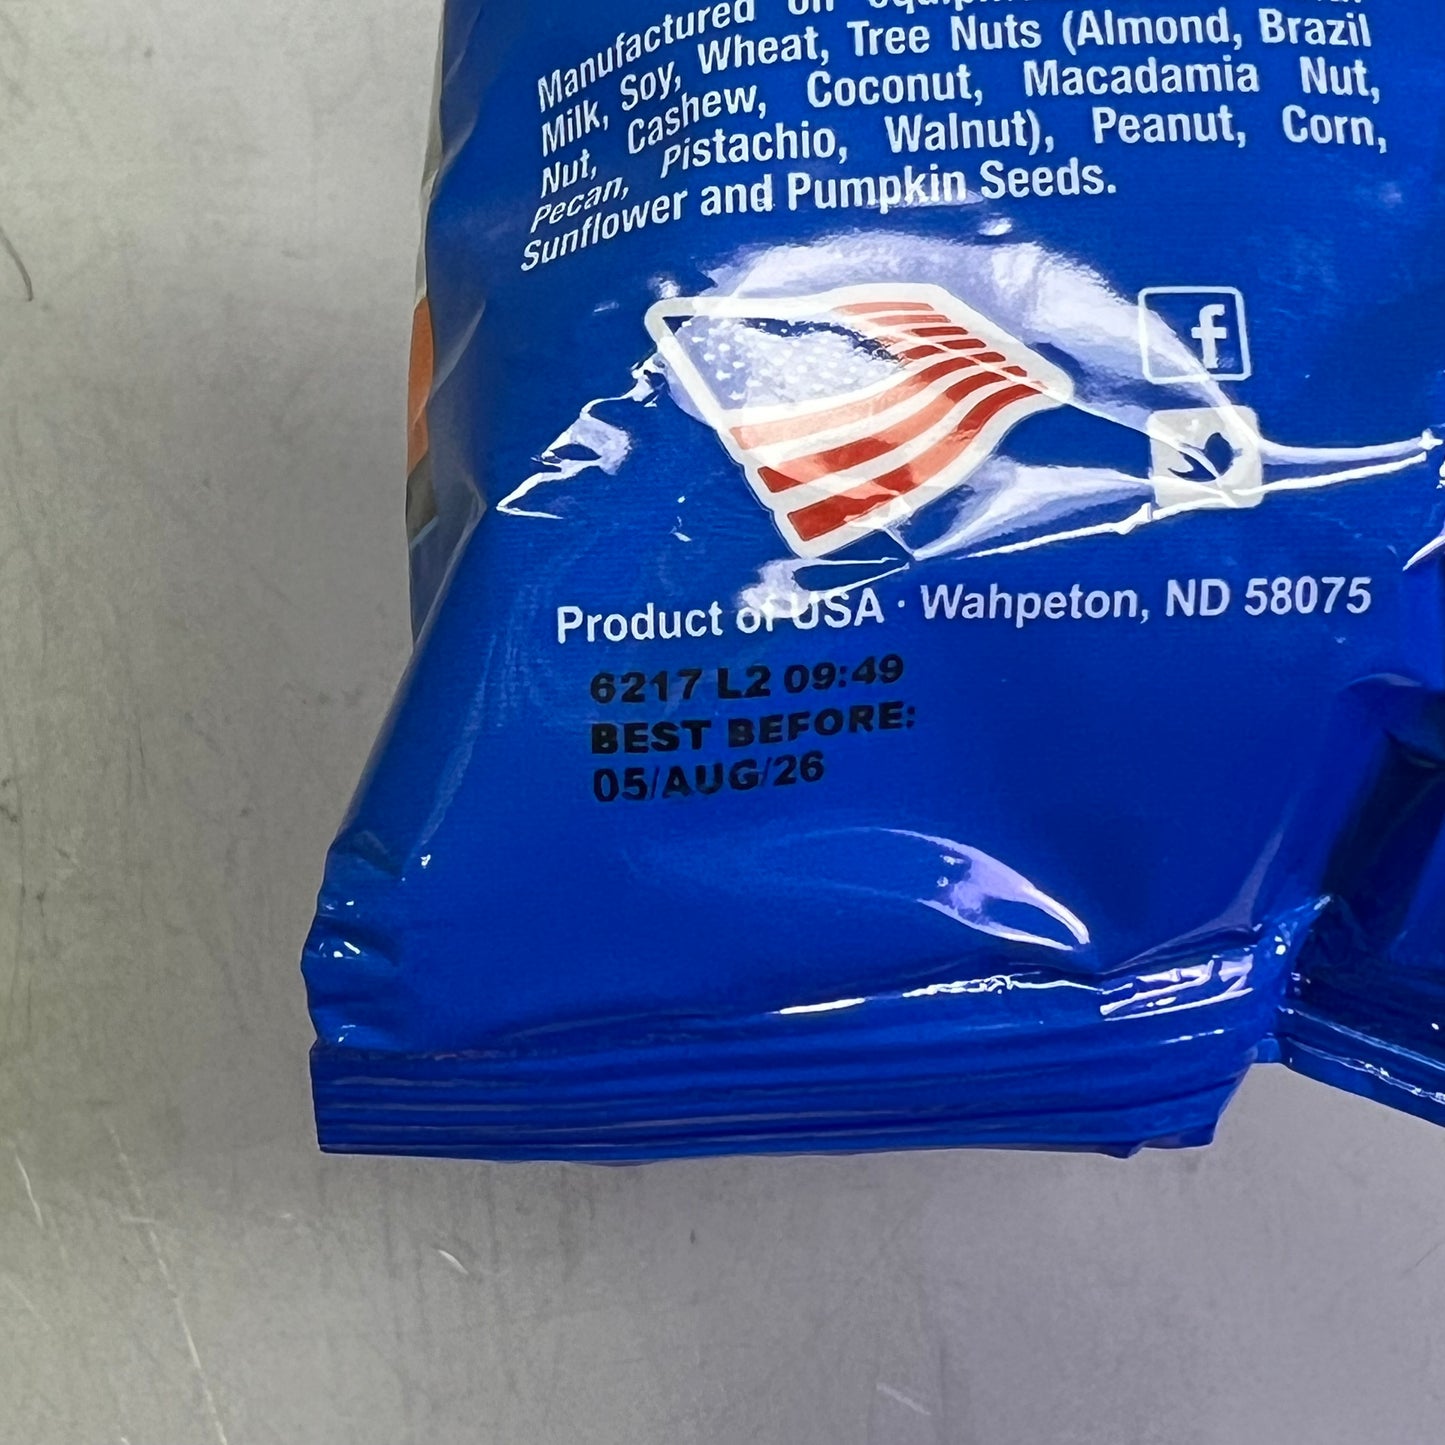 Manufactured on
Milk, Soy, Wheat, Tree Nuts (Almond, Brazil
Nut, Cashew, Coconut, Macadamia Nut,
Pecan, Pistachio, Walnut), Peanut, Corn,
Sunflower and Pumpkin Seeds.
f
Product of USA · Wahpeton, ND 58075
6217 L2 09:49
BEST BEFORE:
05/AUG/26